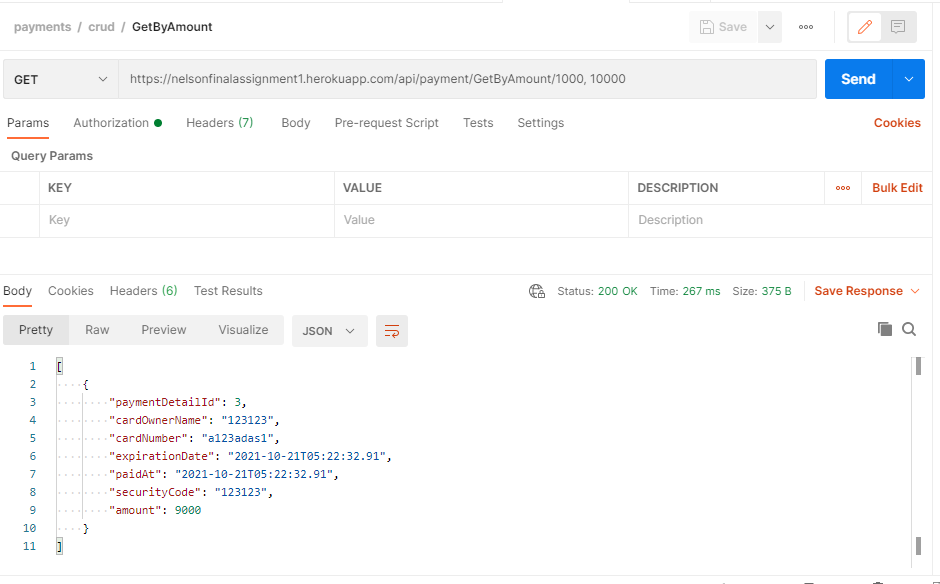 payments / crud / GetByAmount
Save
GET https://nelsonfinalassignment1.herokuapp.com/api/payment/GetByAmount/1000, 10000 Send
Params Authorization Headers (7) Body Pre-request Script Tests Settings Cookies
Query Params
KEY VALUE DESCRIPTION Bulk Edit
Key Value Description
Body Cookies Headers (6) Test Results Status: 200 OK Time: 267 ms Size: 375 B Save Response
Pretty Raw Preview Visualize JSON
1 [
2 {
3 "paymentDetailId": 3,
4 "cardOwnerName": "123123",
5 "cardNumber": "a123adas1",
6 "expirationDate": "2021-10-21T05:22:32.91",
7 "paidAt": "2021-10-21T05:22:32.91",
8 "securityCode": "123123",
9 "amount": 9000
10 }
11 ]